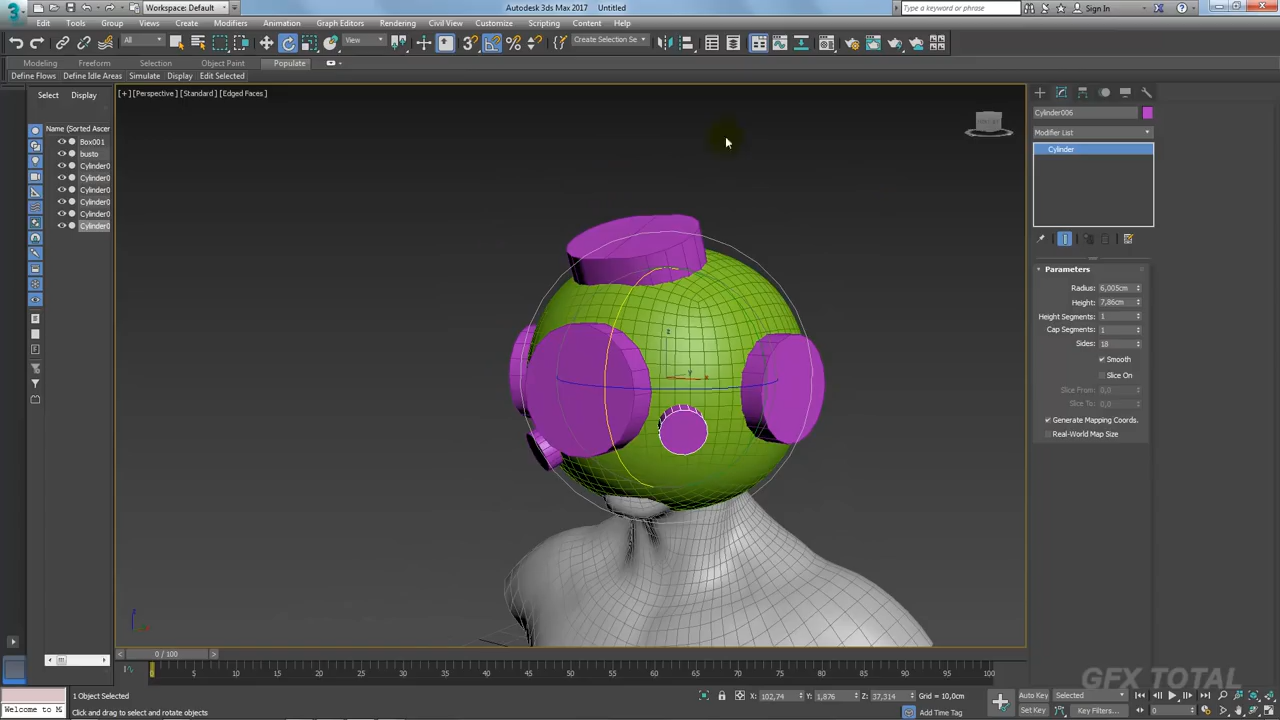 Workspace: Default
Autodesk 3ds Max 2017 Untitled
Type a keyword or phrase
Sign In
Edit Tools Group Views Create Modifiers Animation Graph Editors Rendering Civil View Customize Scripting Content Help
All
View
Create Selection Se
Modeling Freeform Selection Object Paint Populate
Define Flows Define Idle Areas Simulate Display Edit Selected
Select Display
[+] [Perspective] [Standard] [Edged Faces]
Name (Sorted Ascen
Box001
busto
Cylinder0
Cylinder0
Cylinder0
Cylinder0
Cylinder0
Cylinder0
Cylinder006
Modifier List
Cylinder
Parameters
Radius: 6,005cm
Height: 7,86cm
Height Segments: 1
Cap Segments: 1
Sides: 18
Smooth
Slice On
Slice From: 0,0
Slice To: 0,0
Generate Mapping Coords.
Real-World Map Size
z
y
x
z
0 / 100
0 5 10 15 20 25 30 35 40 45 50 55 60 65 70 75 80 85 90 95 100
GFX TOTAL
1 Object Selected
X: 102,74 Y: 1,876 Z: 37,314 Grid = 10,0cm
Auto Key Selected
Welcome to M
Click and drag to select and rotate objects
Add Time Tag
Set Key Key Filters...
0